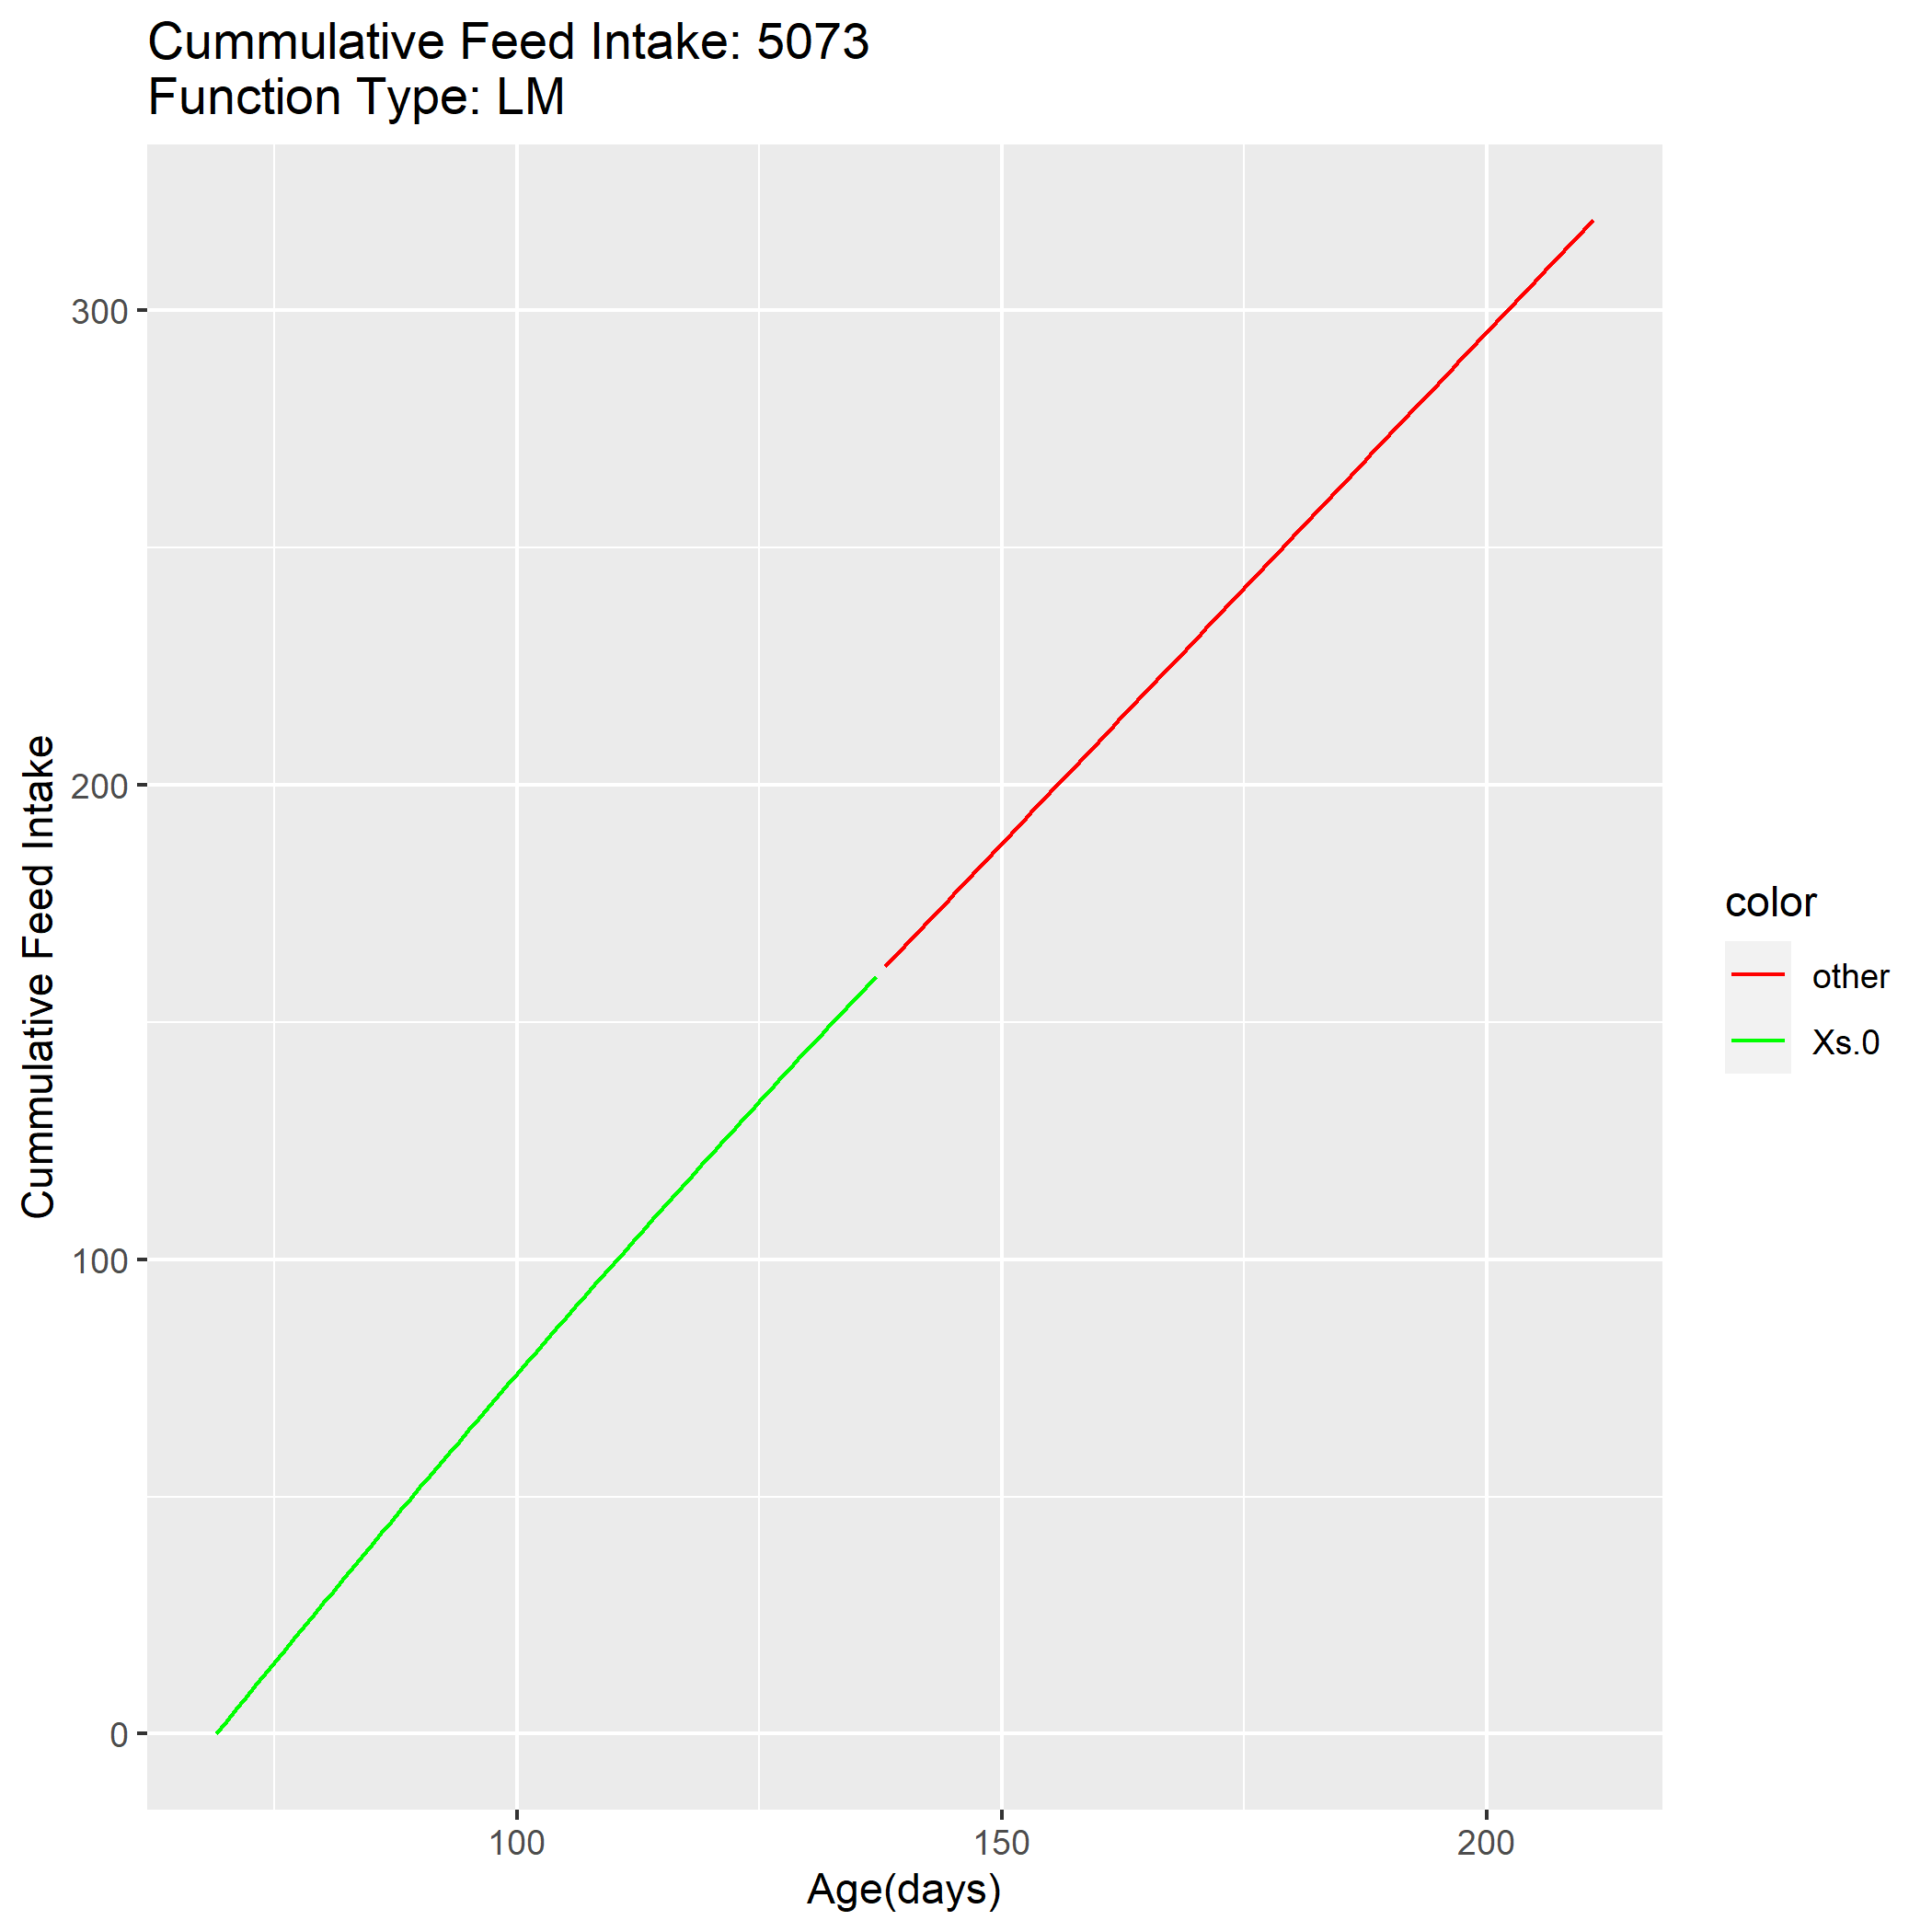 Cummulative Feed Intake: 5073
Function Type: LM
300
200
100
0
Cummulative Feed Intake
100
150
200
Age(days)
color
other
Xs.0